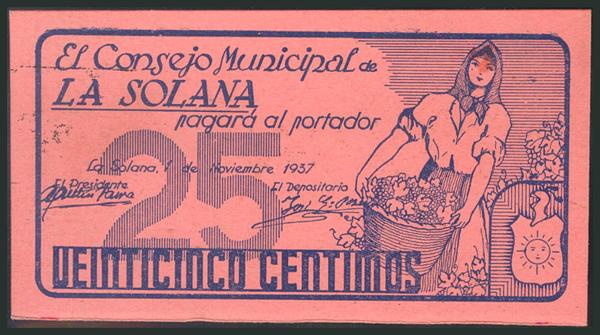 El Consejo Municipal de
LA SOLANA
pagará al portador
25
La Solana, 1 de Noviembre 1937
El Presidente
El Depositario
VEINTICINCO CENTIMOS